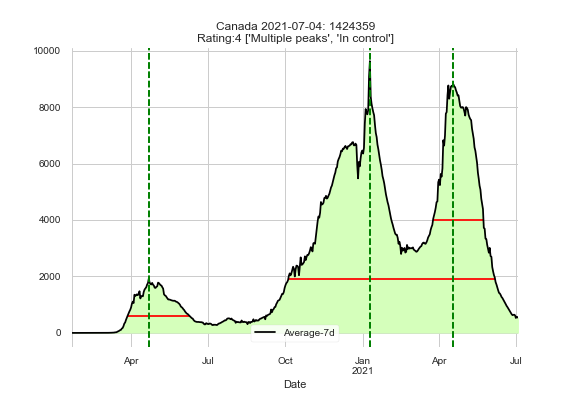 Canada 2021-07-04: 1424359
Rating:4 ['Multiple peaks', 'In control']
10000
8000
6000
4000
2000
0
Average-7d
Apr Jul Oct Jan Apr Jul
2021
Date